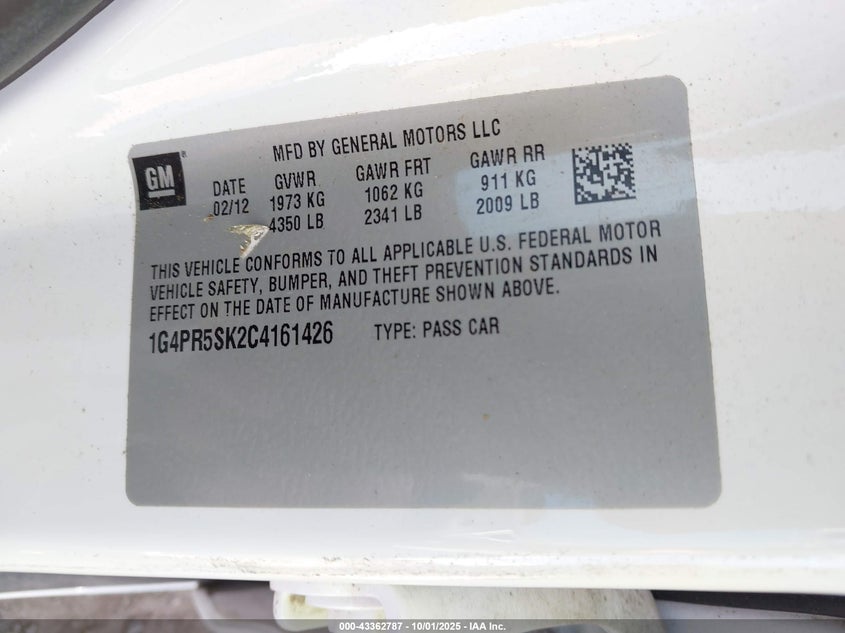 MFD BY GENERAL MOTORS LLC
GM®
DATE GVWR GAWR FRT GAWR RR
02/12 1973 KG 1062 KG 911 KG
4350 LB 2341 LB 2009 LB
THIS VEHICLE CONFORMS TO ALL APPLICABLE U.S. FEDERAL MOTOR
VEHICLE SAFETY, BUMPER, AND THEFT PREVENTION STANDARDS IN
EFFECT ON THE DATE OF MANUFACTURE SHOWN ABOVE.
1G4PR5SK2C4161426 TYPE: PASS CAR
000-43362787 - 10/01/2025 - IAA Inc.